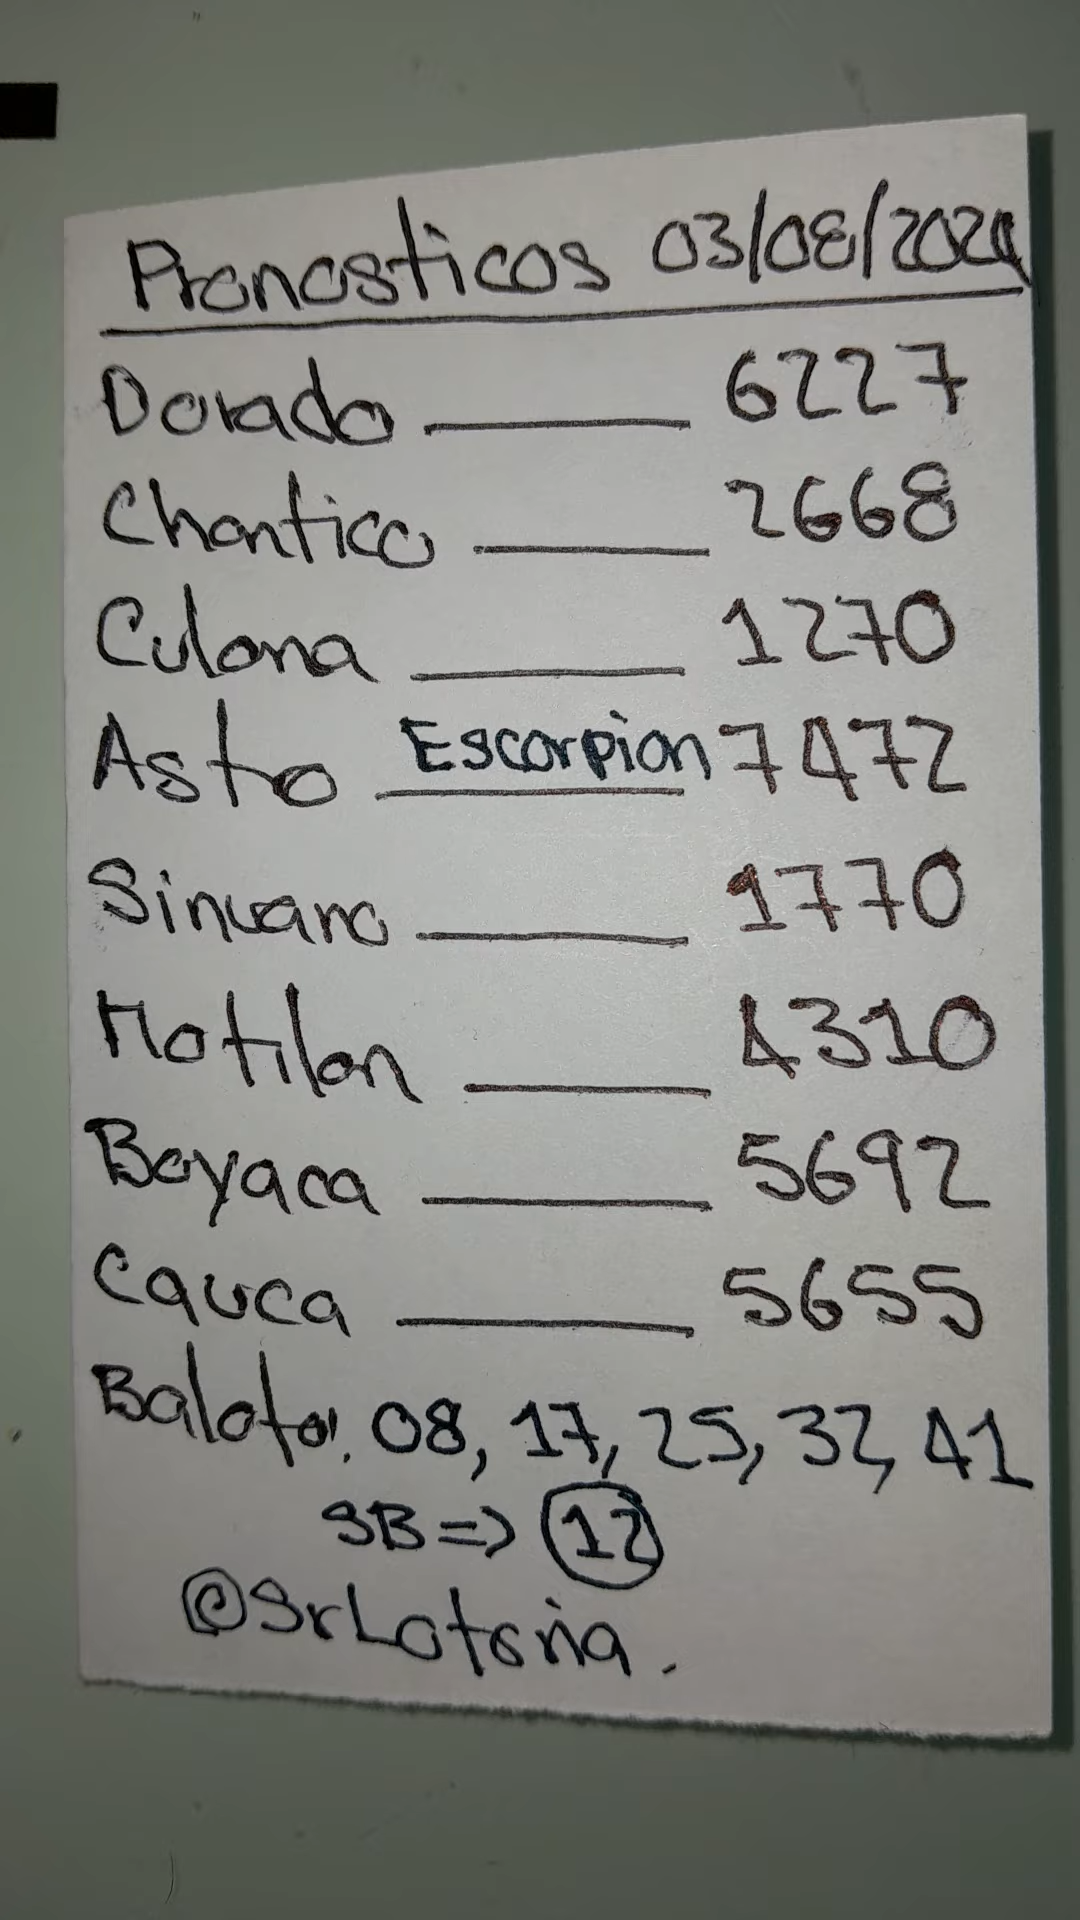 Pronosticos 03/08/2024
Dorado 6227
Chontico 2668
Culona 1270
Astro Escorpion 7472
Sinuano 1770
Motilon 4310
Boyaca 5692
Cauca 5655
Baloto: 08, 17, 25, 32, 41
SB => 12
@SrLotoria.